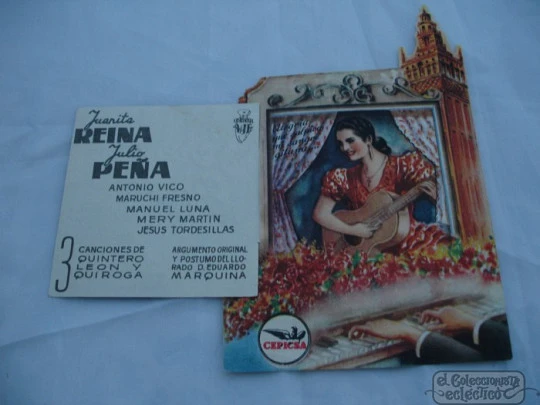 Juanita
REINA
Julio
PEÑA
ANTONIO VICO
MARUCHI FRESNO
MANUEL LUNA
MERY MARTIN
JESUS TORDESILLAS
3 CANCIONES DE
QUINTERO
LEON Y
QUIROGA
ARGUMENTO ORIGINAL
Y POSTUMO DEL LLO-
RADO D. EDUARDO
MARQUINA
CEPICSA
el Coleccionista
ecléctico